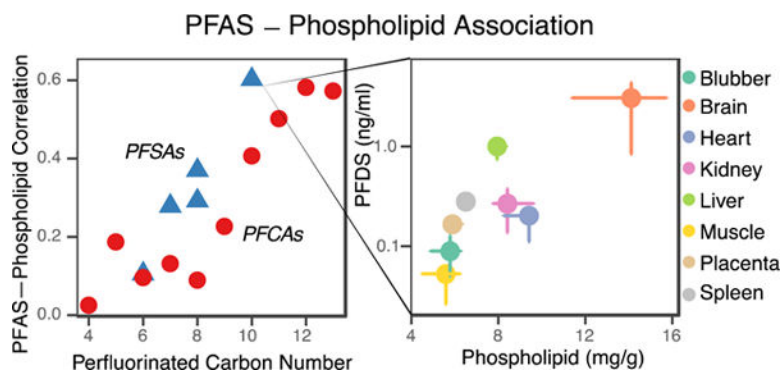 PFAS – Phospholipid Association
PFAS—Phospholipid Correlation
0.6
0.4
0.2
0.0
PFSAs
PFCAs
4
6
8
10
12
Perfluorinated Carbon Number
PFDS (ng/ml)
1.0
0.1
4
8
12
16
Phospholipid (mg/g)
Blubber
Brain
Heart
Kidney
Liver
Muscle
Placenta
Spleen